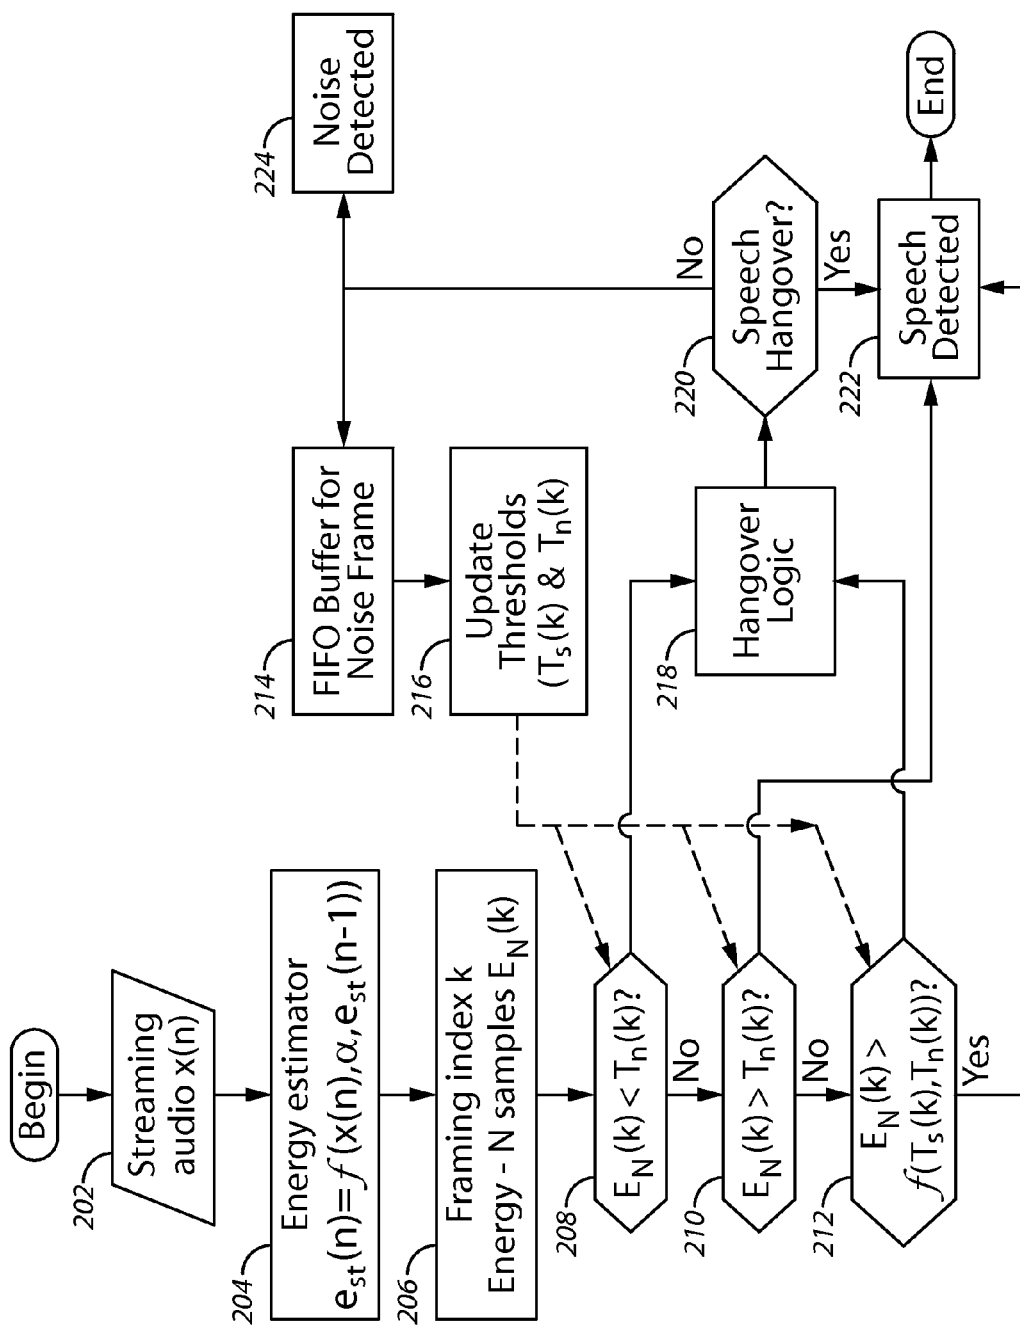 Begin
202
Streaming
audio x(n)
204
Energy estimator
e_st(n)=f(x(n),α,e_st(n-1))
206
Framing index k
Energy - N samples E_N(k)
208
E_N(k) < T_n(k)?
No
210
E_N(k) > T_n(k)?
No
212
E_N(k) >
f(T_s(k),T_n(k))?
Yes
214
FIFO Buffer for
Noise Frame
216
Update
Thresholds
(T_s(k) & T_n(k)
218
Hangover
Logic
220
Speech
Hangover?
No
Yes
222
Speech
Detected
224
Noise
Detected
End